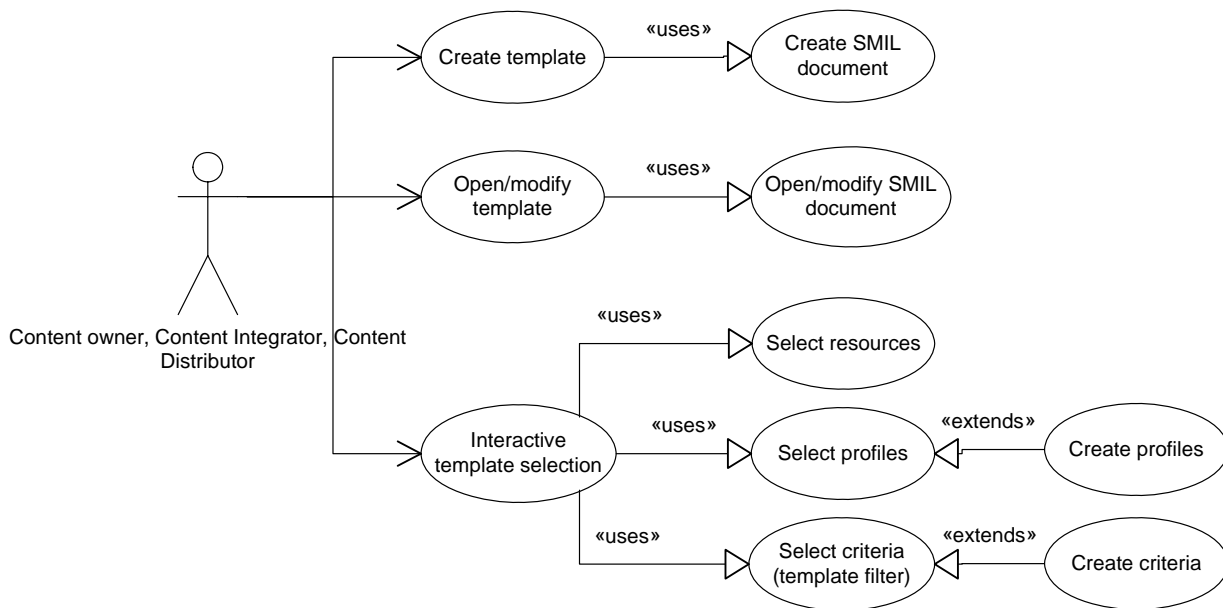 «uses»
Create template
Create SMIL
document
«uses»
Open/modify
template
Open/modify SMIL
document
Content owner, Content Integrator, Content
Distributor
«uses»
Select resources
«uses»
«extends»
Interactive
template selection
Select profiles
Create profiles
«uses»
«extends»
Select criteria
(template filter)
Create criteria